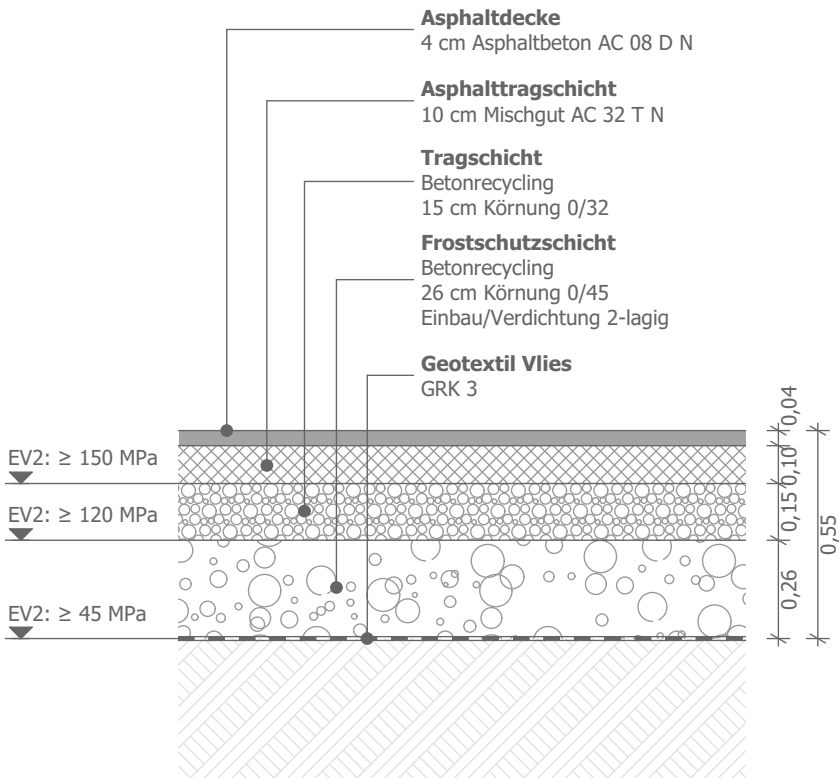 Asphaltdecke
4 cm Asphaltbeton AC 08 D N
Asphalttragschicht
10 cm Mischgut AC 32 T N
Tragschicht
Betonrecycling
15 cm Körnung 0/32
Frostschutzschicht
Betonrecycling
26 cm Körnung 0/45
Einbau/Verdichtung 2-lagig
Geotextil Vlies
GRK 3
EV2: ≥ 150 MPa
EV2: ≥ 120 MPa
EV2: ≥ 45 MPa
0,04
0,10
0,15
0,26
0,55